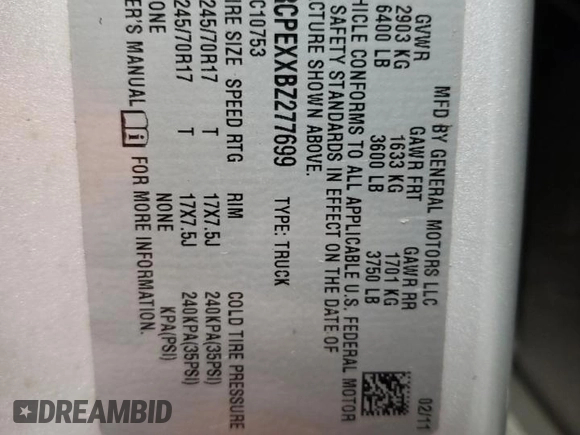 MFD BY GENERAL MOTORS LLC 02/11
GVWR GAWR FRT GAWR RR
2903 KG 1633 KG 1701 KG
6400 LB 3600 LB 3750 LB
HICLE CONFORMS TO ALL APPLICABLE U.S. FEDERAL MOTOR
SAFETY STANDARDS IN EFFECT ON THE DATE OF
CTURE SHOWN ABOVE.
RCPEXXBZ277699 TYPE: TRUCK
C10753
IRE SIZE SPEED RTG RIM COLD TIRE PRESSURE
245/70R17 T 17X7.5J 240KPA(35PSI)
245/70R17 T 17X7.5J 240KPA(35PSI)
ONE NONE KPA(PSI)
ER'S MANUAL FOR MORE INFORMATION.
DREAMBID